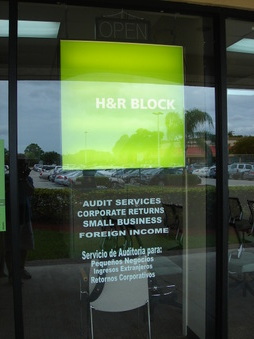 OPEN
H&R BLOCK
AUDIT SERVICES
CORPORATE RETURNS
SMALL BUSINESS
FOREIGN INCOME
Servicio de Auditoria para:
Pequeños Negocios
Ingresos Extranjeros
Retornos Corporativos